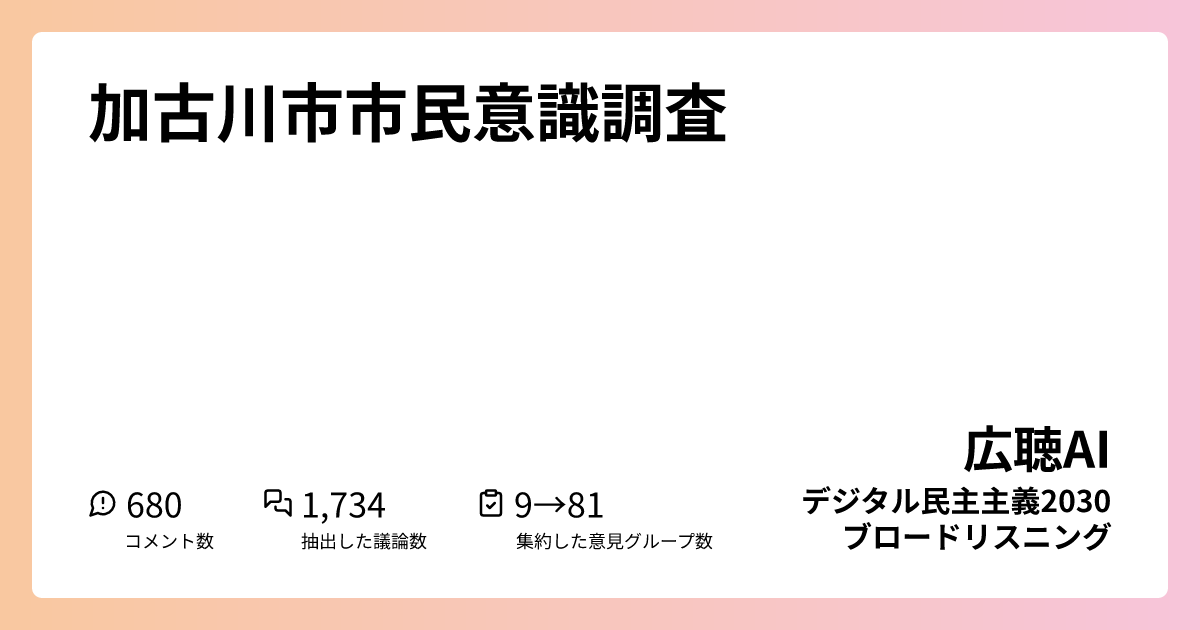 加古川市市民意識調査
広聴AI
デジタル民主主義2030
ブロードリスニング
680
コメント数
1,734
抽出した議論数
9→81
集約した意見グループ数